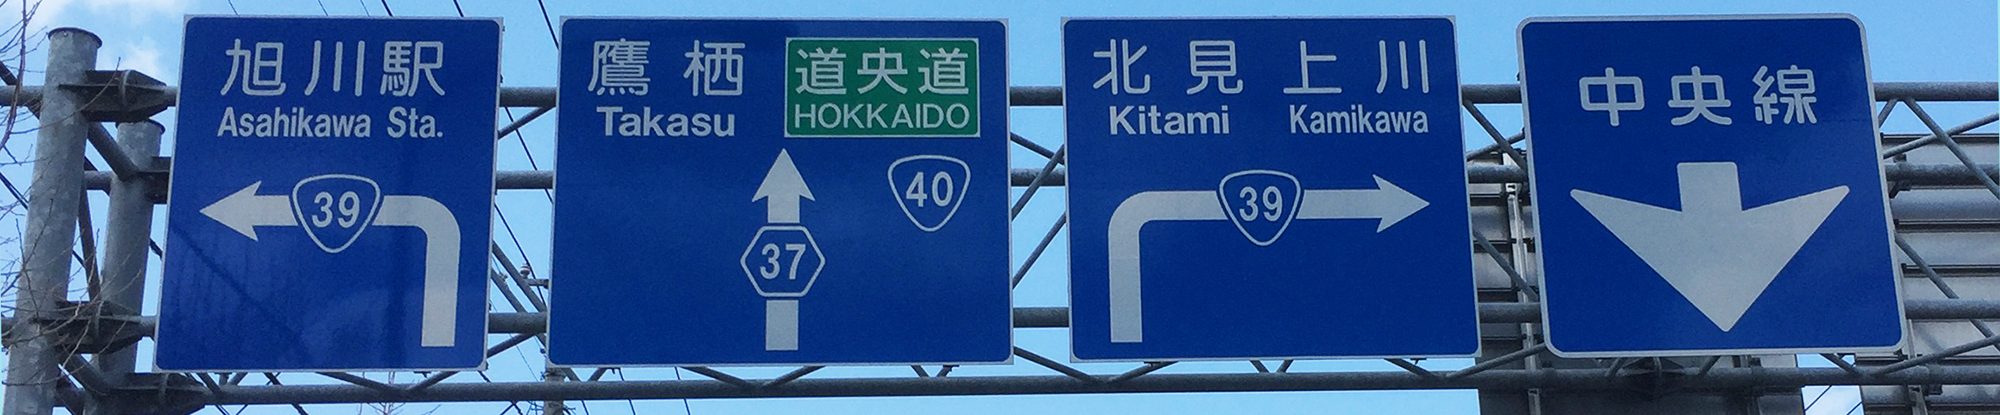 旭川駅
Asahikawa Sta.
39
鷹栖
Takasu
道央道
HOKKAIDO
40
37
北見 上川
Kitami Kamikawa
39
中央線